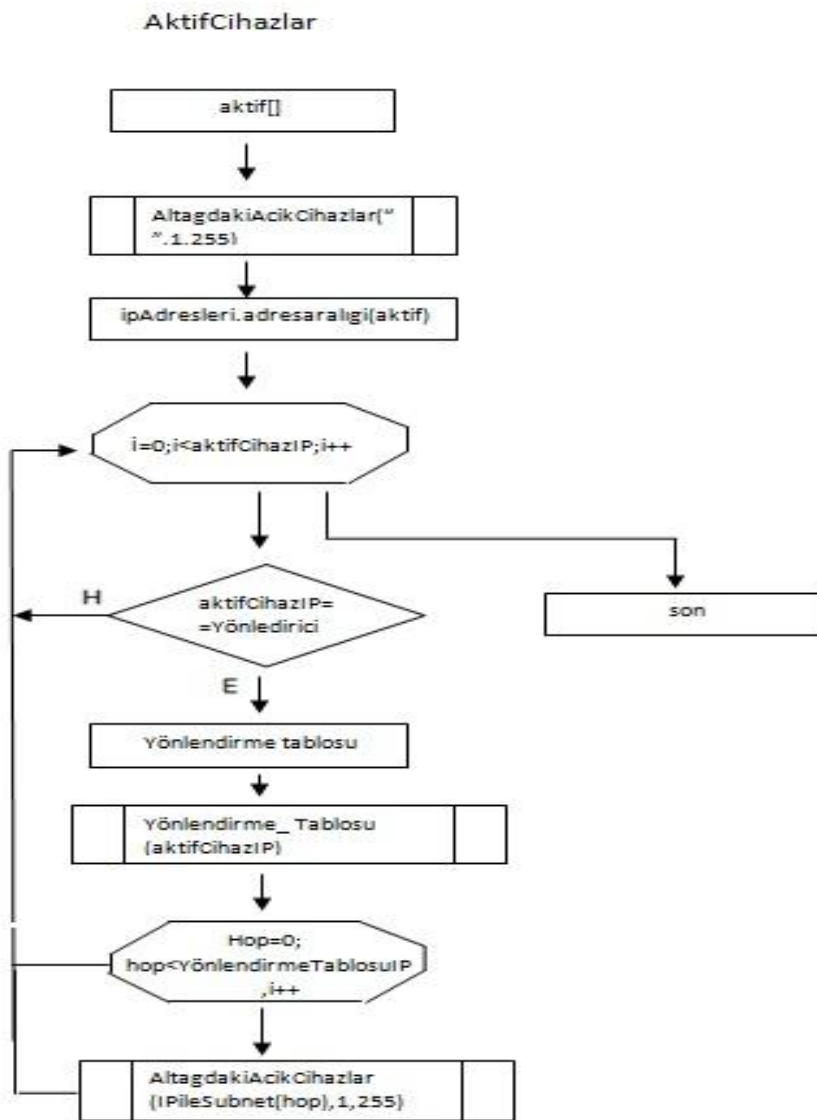 AktifCihazlar
aktif[]
AltagdakiAcikCihazlar("
",1,255)
ipAdresleri.adresaralıgi(aktif)
i=0;i<aktifCihazIP;i++
H
aktifCihazIP=
=Yönledirici
son
E
Yönlendirme tablosu
Yönlendirme_ Tablosu
(aktifCihazIP)
Hop=0;
hop<YönlendirmeTablosuIP
,i++
AltagdakiAcikCihazlar
(IPileSubnet(hop),1,255)